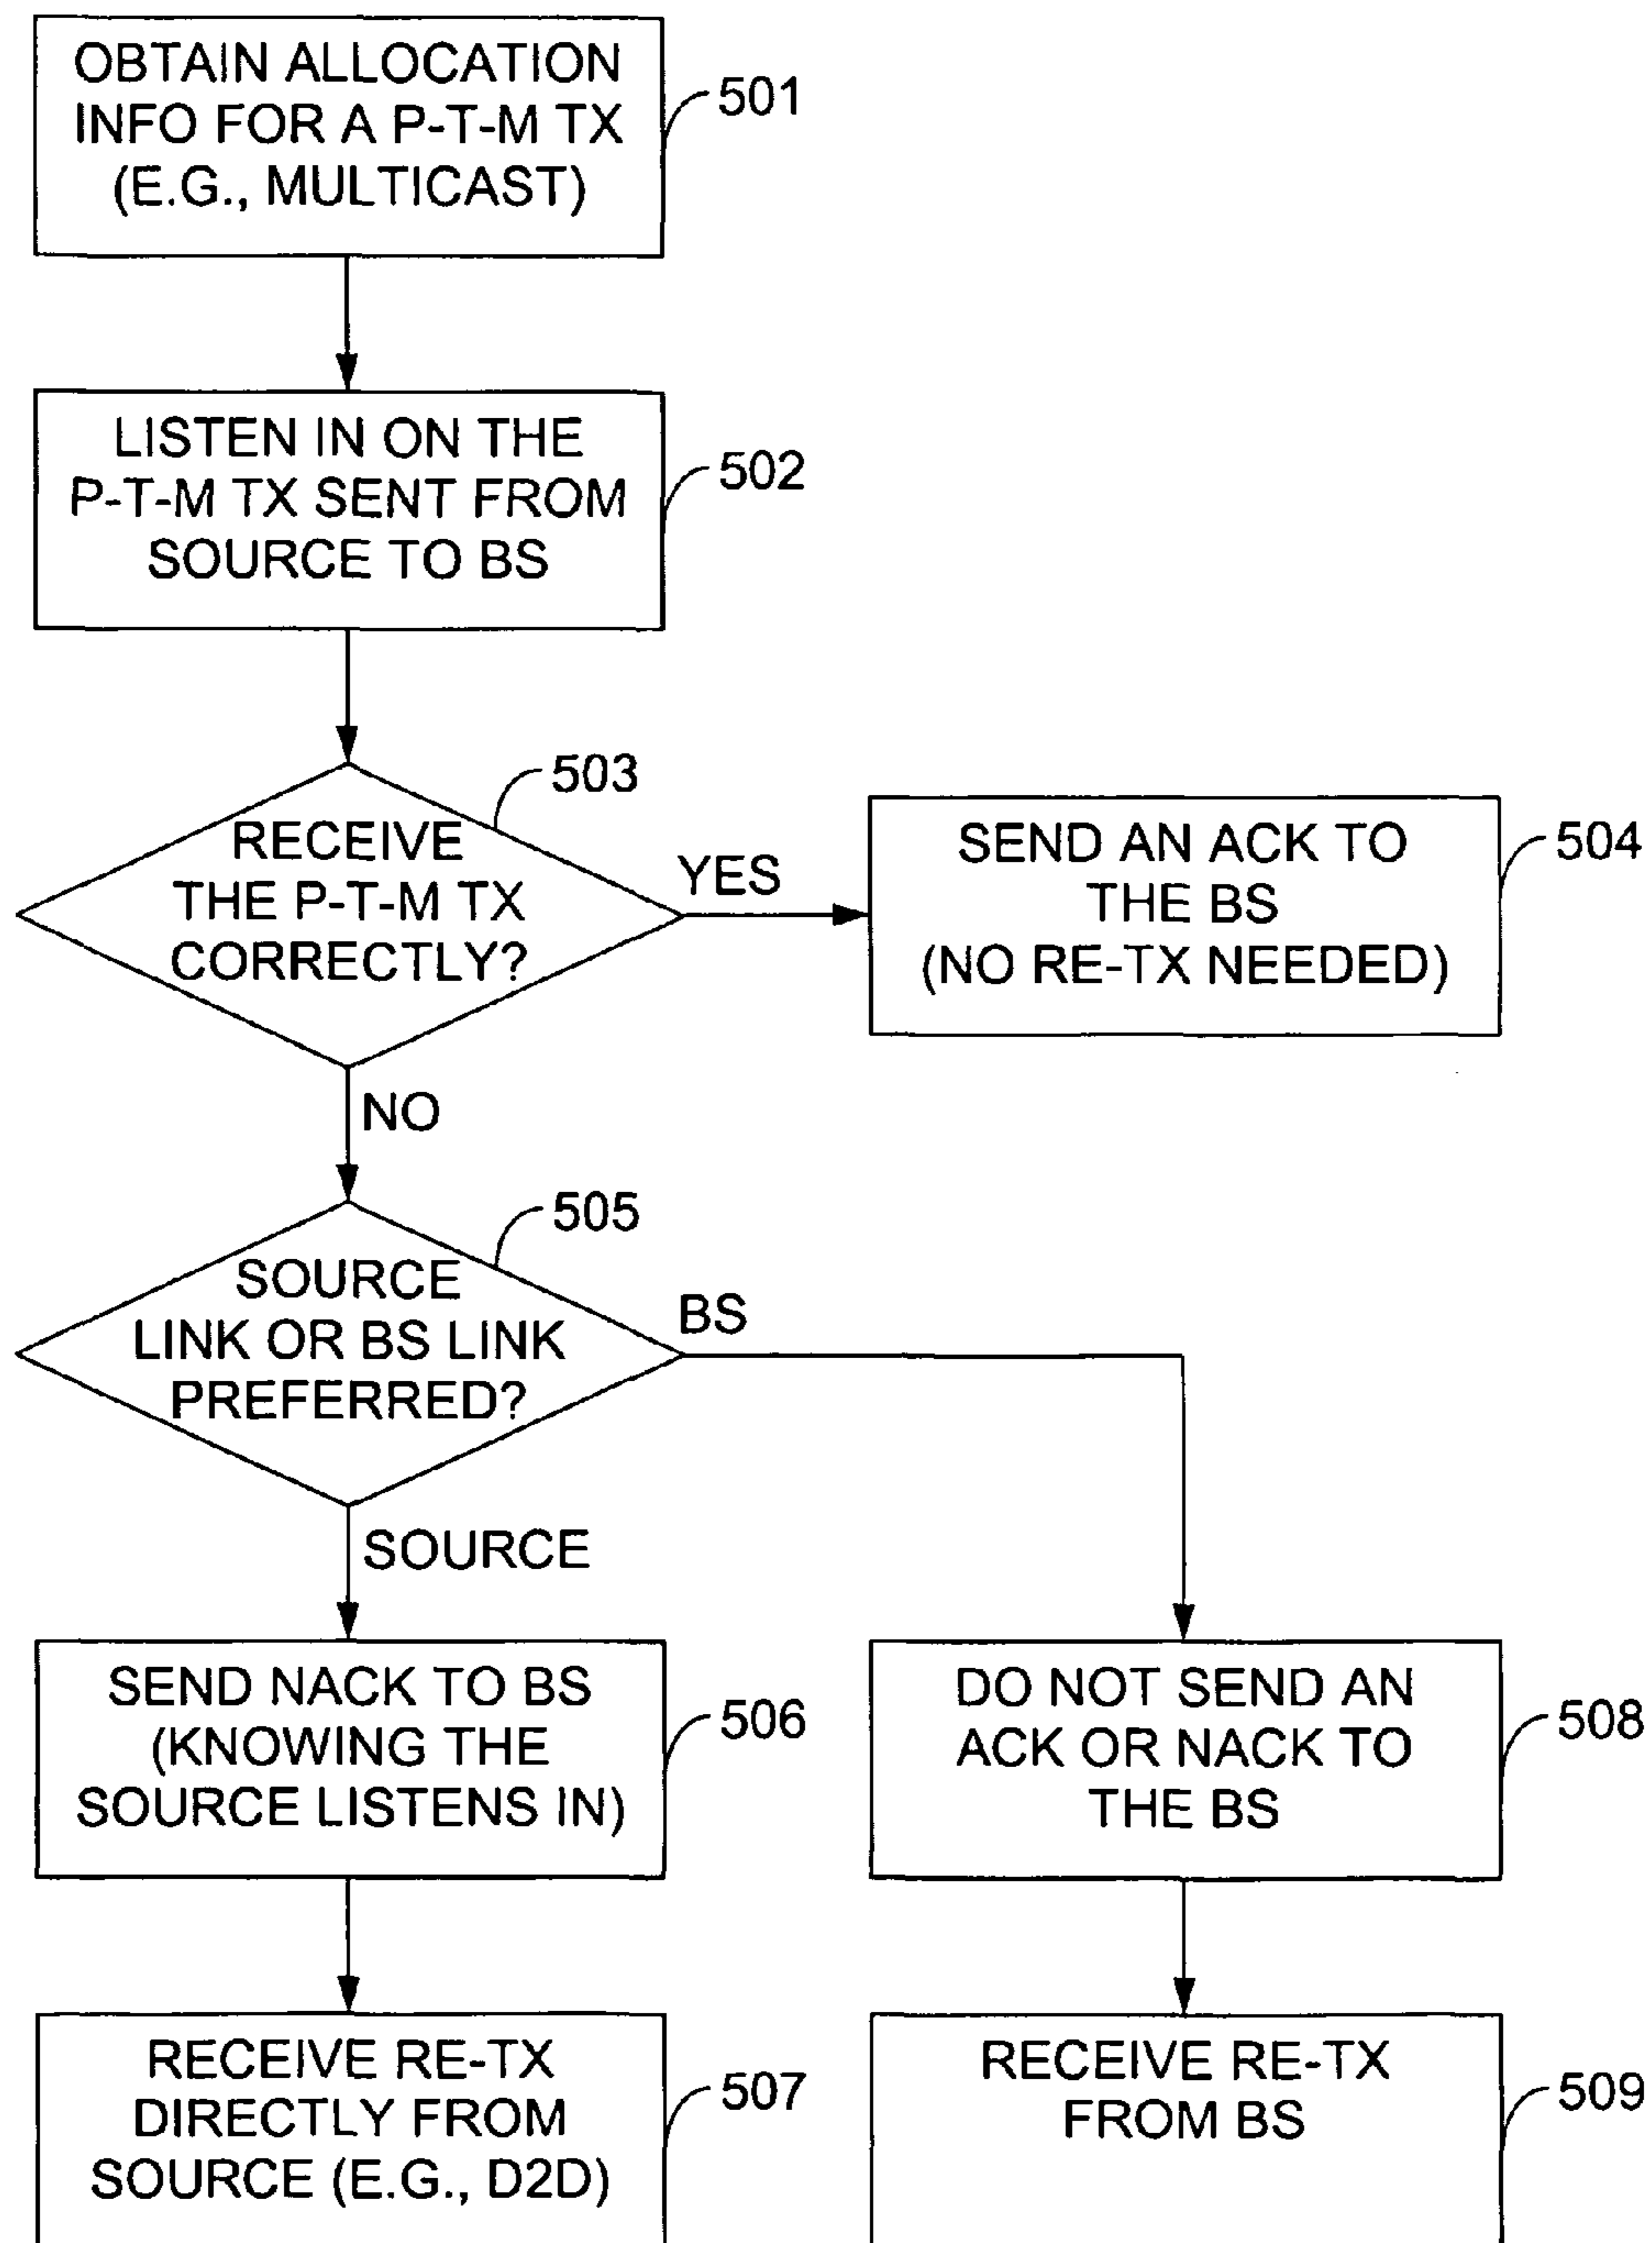 OBTAIN ALLOCATION
INFO FOR A P-T-M TX
(E.G., MULTICAST)
501
LISTEN IN ON THE
P-T-M TX SENT FROM
SOURCE TO BS
502
RECEIVE
THE P-T-M TX
CORRECTLY?
503
YES
SEND AN ACK TO
THE BS
(NO RE-TX NEEDED)
504
NO
SOURCE
LINK OR BS LINK
PREFERRED?
505
BS
SOURCE
SEND NACK TO BS
(KNOWING THE
SOURCE LISTENS IN)
506
DO NOT SEND AN
ACK OR NACK TO
THE BS
508
RECEIVE RE-TX
DIRECTLY FROM
SOURCE (E.G., D2D)
507
RECEIVE RE-TX
FROM BS
509